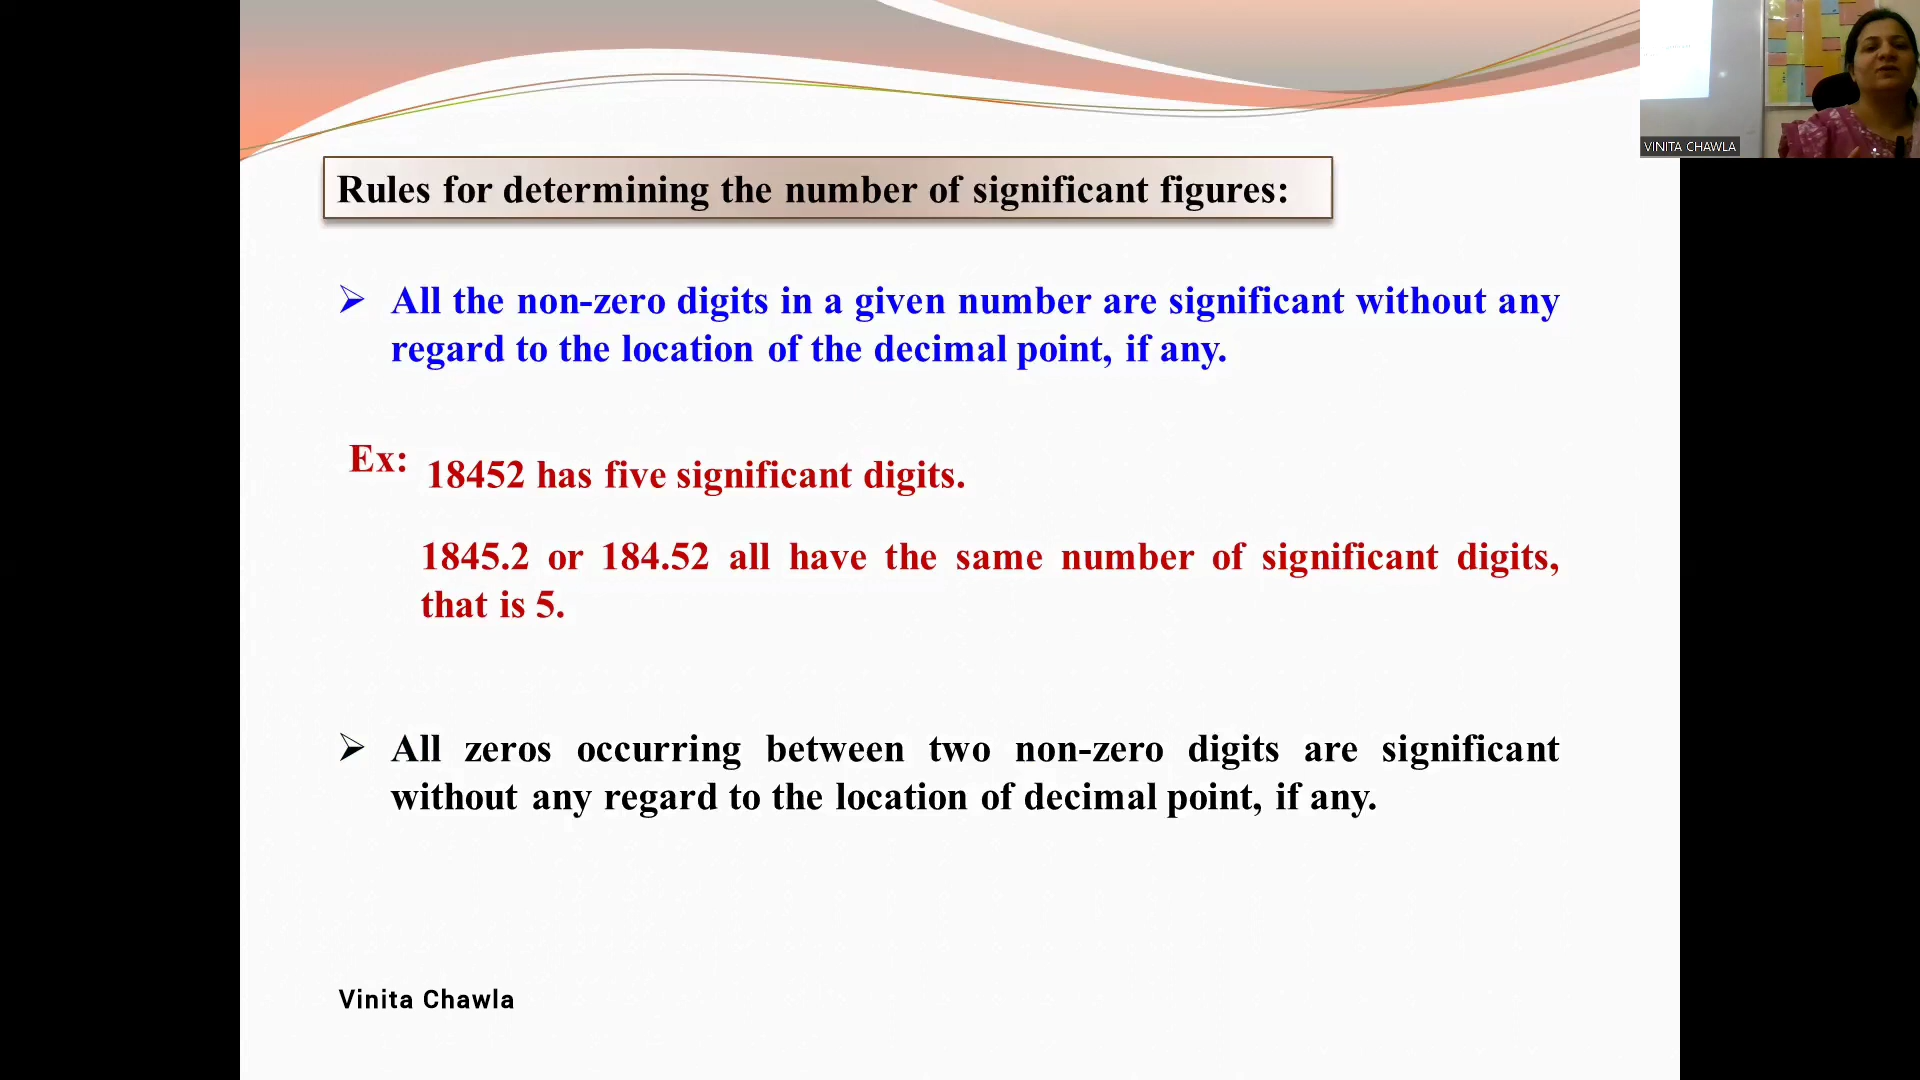 VINITA CHAWLA
Rules for determining the number of significant figures:
➢ All the non-zero digits in a given number are significant without any
regard to the location of the decimal point, if any.
Ex: 18452 has five significant digits.
1845.2 or 184.52 all have the same number of significant digits,
that is 5.
➢ All zeros occurring between two non-zero digits are significant
without any regard to the location of decimal point, if any.
Vinita Chawla